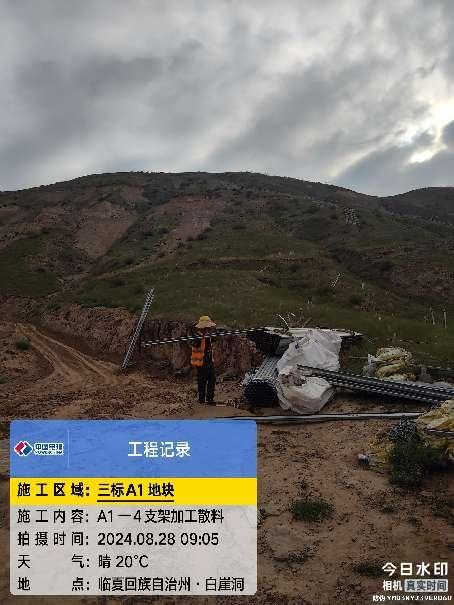 工程记录
施工区域：三标A1地块
施工内容：A1一4支架加工散料
拍摄时间：2024.08.28 09:05
天气：晴 20℃
地点：临夏回族自治州·白崖洞
今日水印
相机 真实时间